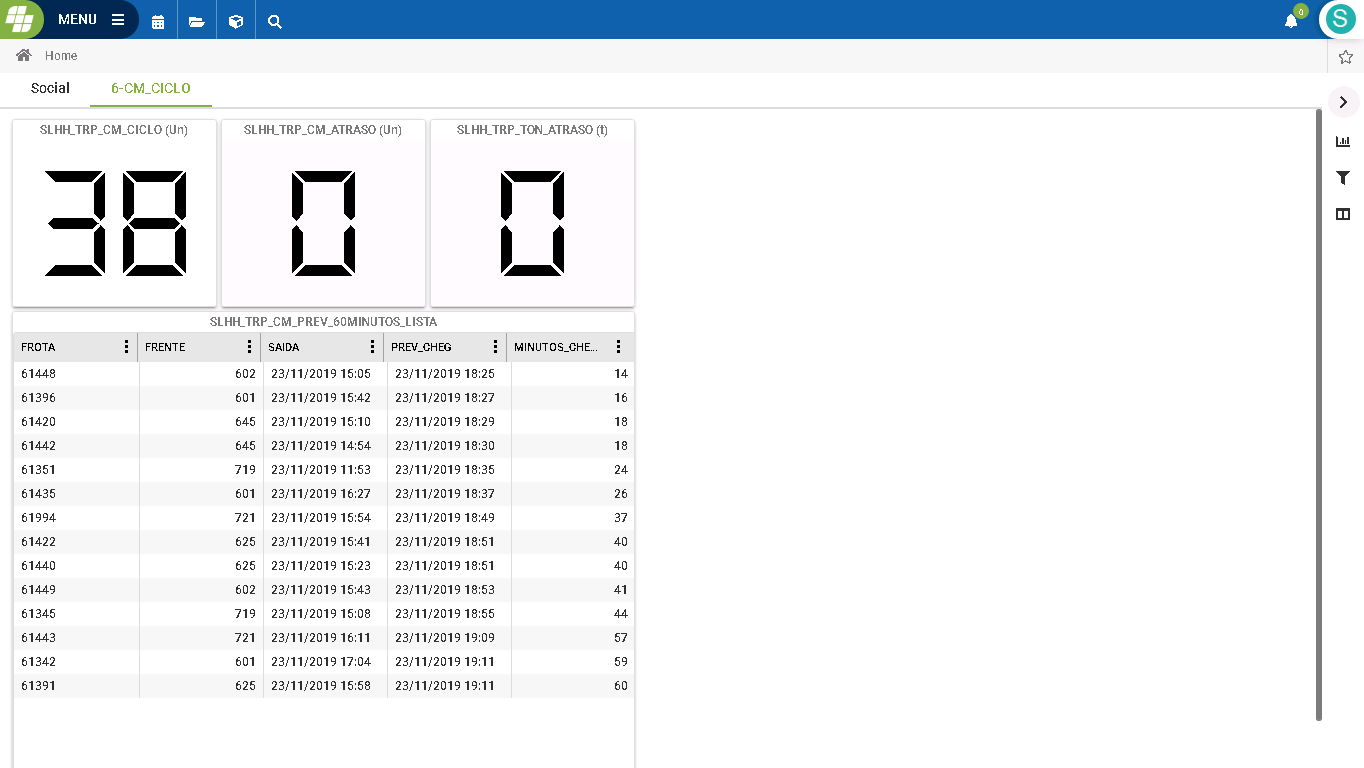 MENU
0
S
Home
Social 6-CM_CICLO
SLHH_TRP_CM_CICLO (Un) SLHH_TRP_CM_ATRASO (Un) SLHH_TRP_TON_ATRASO (t)
38 0 0
SLHH_TRP_CM_PREV_60MINUTOS_LISTA
FROTA FRENTE SAIDA PREV_CHEG MINUTOS_CHE...
61448 602 23/11/2019 15:05 23/11/2019 18:25 14
61396 601 23/11/2019 15:42 23/11/2019 18:27 16
61420 645 23/11/2019 15:10 23/11/2019 18:29 18
61442 645 23/11/2019 14:54 23/11/2019 18:30 18
61351 719 23/11/2019 11:53 23/11/2019 18:35 24
61435 601 23/11/2019 16:27 23/11/2019 18:37 26
61994 721 23/11/2019 15:54 23/11/2019 18:49 37
61422 625 23/11/2019 15:41 23/11/2019 18:51 40
61440 625 23/11/2019 15:23 23/11/2019 18:51 40
61449 602 23/11/2019 15:43 23/11/2019 18:53 41
61345 719 23/11/2019 15:08 23/11/2019 18:55 44
61443 721 23/11/2019 16:11 23/11/2019 19:09 57
61342 601 23/11/2019 17:04 23/11/2019 19:11 59
61391 625 23/11/2019 15:58 23/11/2019 19:11 60